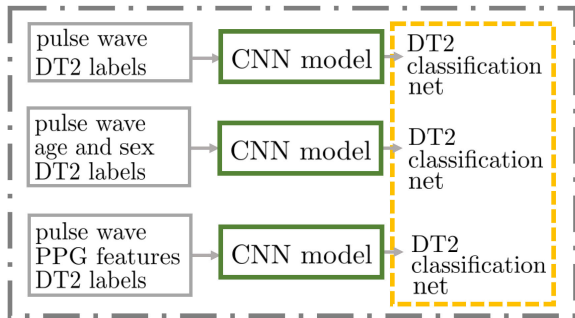 pulse wave
DT2 labels
CNN model
DT2
classification
net
pulse wave
age and sex
DT2 labels
CNN model
DT2
classification
net
pulse wave
PPG features
DT2 labels
CNN model
DT2
classification
net